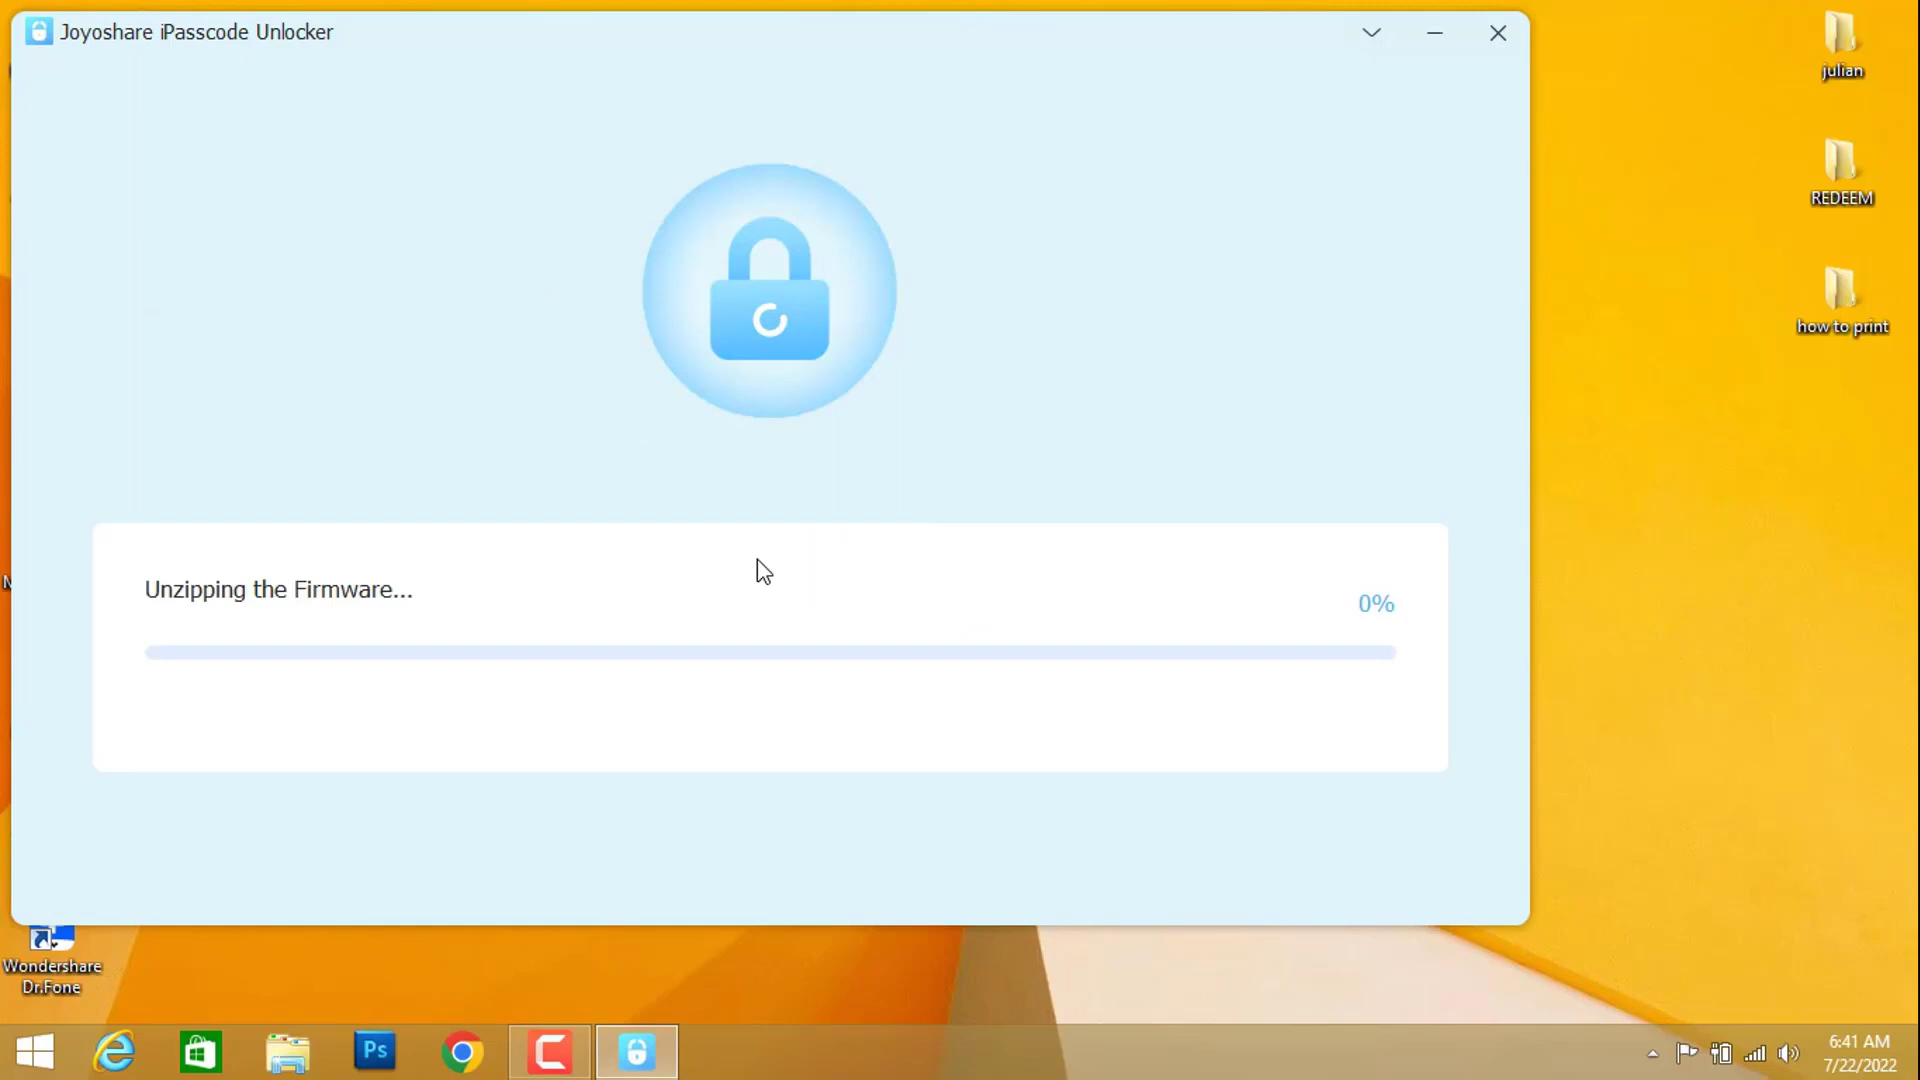 Joyoshare iPasscode Unlocker
julian
REDEEM
how to print
Unzipping the Firmware...
0%
Wondershare
Dr.Fone
Ps
6:41 AM
7/22/2022